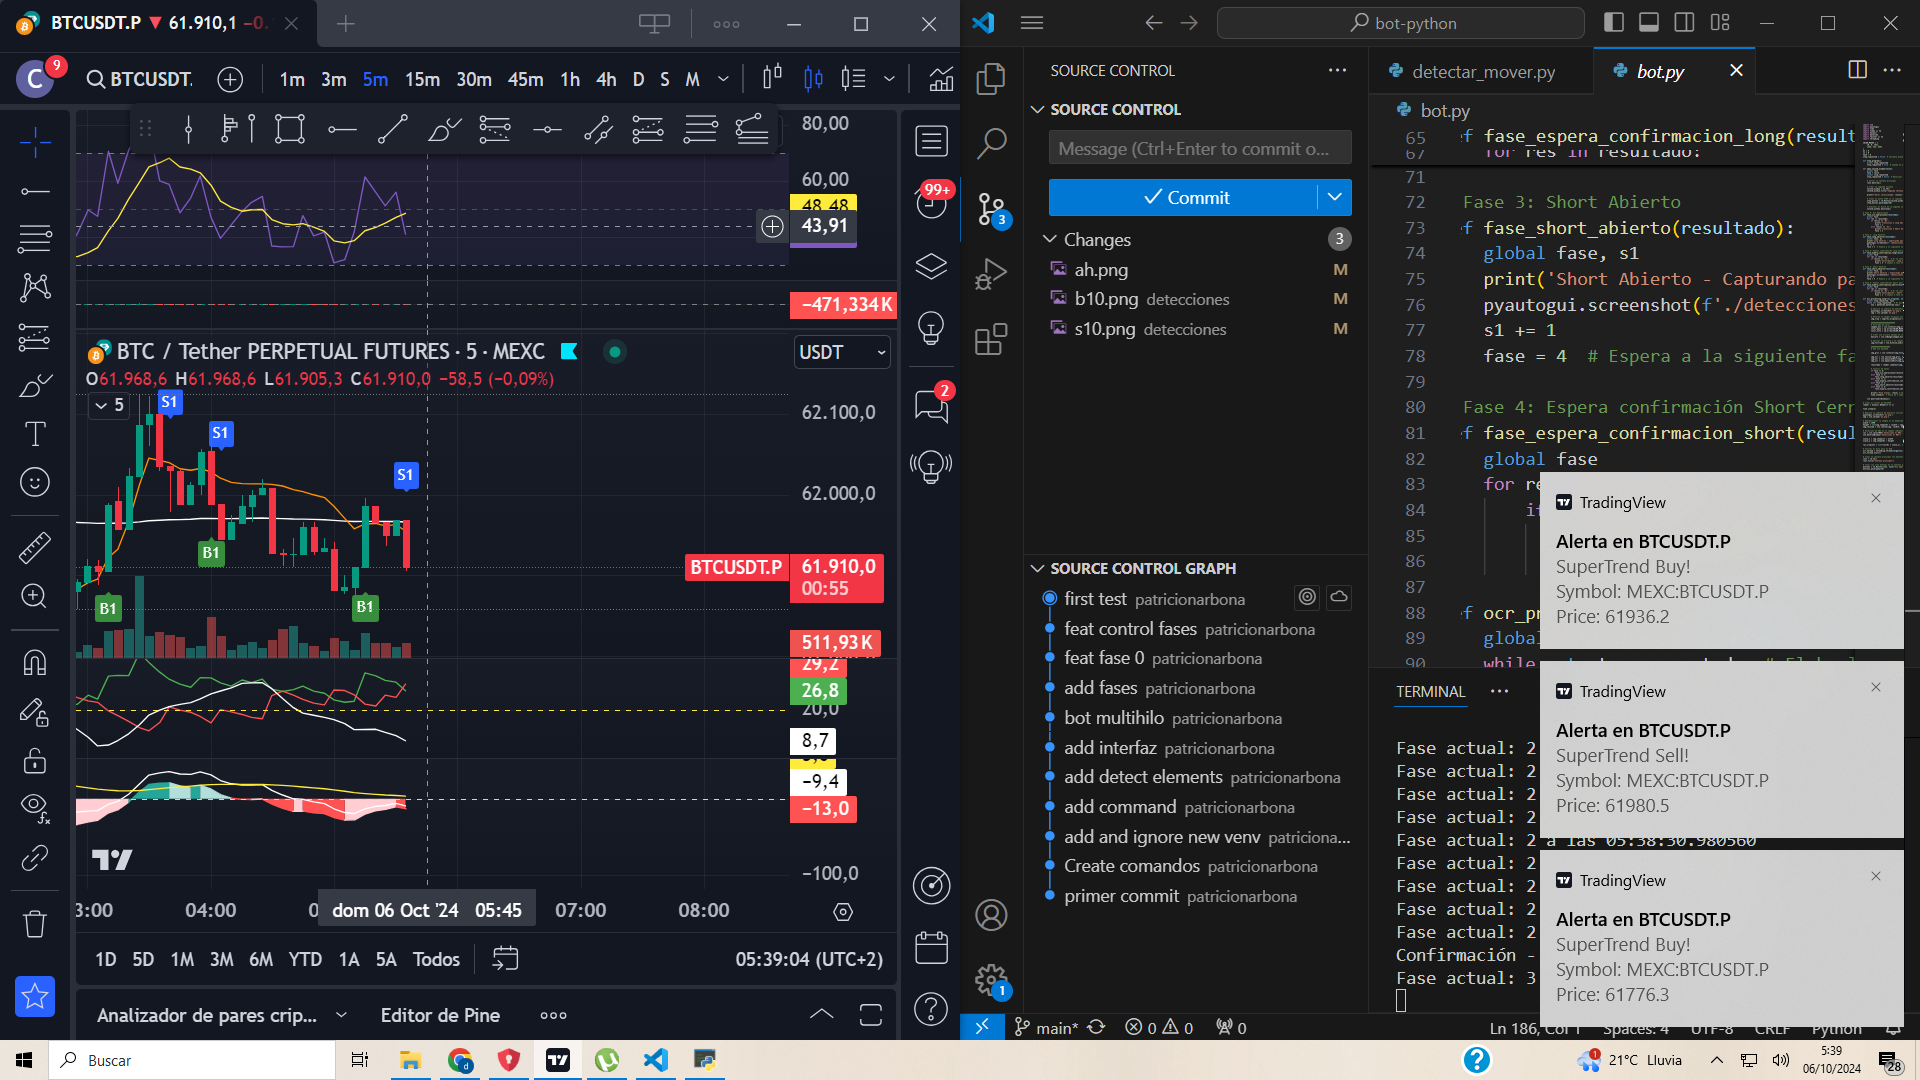 BTCUSDT.P ▼ 61.910,1 −0.
C
9
BTCUSDT.
1m 3m 5m 15m 30m 45m 1h 4h D S M
80,00
60,00
48,48
43,91
−471,334 K
99+
2
BTC / Tether PERPETUAL FUTURES · 5 · MEXC
USDT
O61.968,6 H61.968,6 L61.905,3 C61.910,0 −58,5 (−0,09%)
5
S1
S1
S1
B1
B1
B1
62.100,0
62.000,0
BTCUSDT.P
61.910,0
00:55
511,93 K
29,2
26,8
20,0
8,7
−9,4
−13,0
−100,0
3:00 04:00 dom 06 Oct '24 05:45 07:00 08:00
1D 5D 1M 3M 6M YTD 1A 5A Todos
05:39:04 (UTC+2)
Analizador de pares crip...
Editor de Pine
bot-python
SOURCE CONTROL
SOURCE CONTROL
Message (Ctrl+Enter to commit o...
Commit
Changes 3
ah.png M
b10.png detecciones M
s10.png detecciones M
3
1
SOURCE CONTROL GRAPH
first test patricionarbona
feat control fases patricionarbona
feat fase 0 patricionarbona
add fases patricionarbona
bot multihilo patricionarbona
add interfaz patricionarbona
add detect elements patricionarbona
add command patricionarbona
add and ignore new venv patriciona...
Create comandos patricionarbona
primer commit patricionarbona
detectar_mover.py
bot.py
bot.py
65 f fase_espera_confirmacion_long(result
67 for res in resultado:
71
72 Fase 3: Short Abierto
73 f fase_short_abierto(resultado):
74 global fase, s1
75 print('Short Abierto - Capturando pa
76 pyautogui.screenshot(f'./detecciones
77 s1 += 1
78 fase = 4 # Espera a la siguiente fa
79
80 Fase 4: Espera confirmación Short Cerr
81 f fase_espera_confirmacion_short(resul
82 global fase
83 for re
84 if
85
86
87
88 f ocr_pr
89 global
90 while
TERMINAL
Fase actual: 2
Fase actual: 2
Fase actual: 2
Fase actual: 2
Fase actual: 2 a las 05:38:30.980560
Fase actual: 2
Fase actual: 2
Fase actual: 2
Fase actual: 2
Confirmación -
Fase actual: 3
TradingView
Alerta en BTCUSDT.P
SuperTrend Buy!
Symbol: MEXC:BTCUSDT.P
Price: 61936.2
TradingView
Alerta en BTCUSDT.P
SuperTrend Sell!
Symbol: MEXC:BTCUSDT.P
Price: 61980.5
TradingView
Alerta en BTCUSDT.P
SuperTrend Buy!
Symbol: MEXC:BTCUSDT.P
Price: 61776.3
main* 0 0 0
Ln 186, Col 1 Spaces: 4 UTF-8 CRLF Python
Buscar
1
21°C Lluvia
5:39
06/10/2024
28